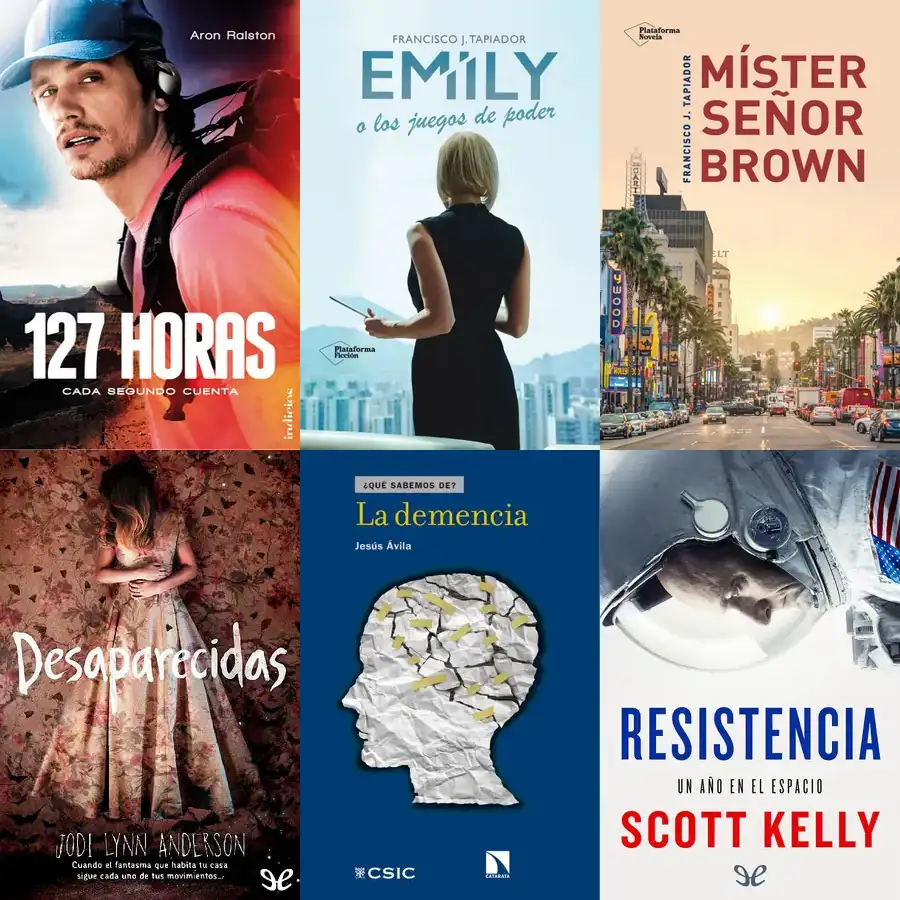 Aron Ralston
127 HORAS
CADA SEGUNDO CUENTA
indicios
FRANCISCO J. TAPIADOR
EMILY
o los juegos de poder
Plataforma
Ficción
Plataforma
Novela
FRANCISCO J. TAPIADOR
MÍSTER
SEÑOR
BROWN
Desaparecidas
JODI LYNN ANDERSON
Cuando el fantasma que habita tu casa
sigue cada uno de tus movimientos...
¿QUÉ SABEMOS DE?
La demencia
Jesús Ávila
CSIC
CATARATA
RESISTENCIA
UN AÑO EN EL ESPACIO
SCOTT KELLY